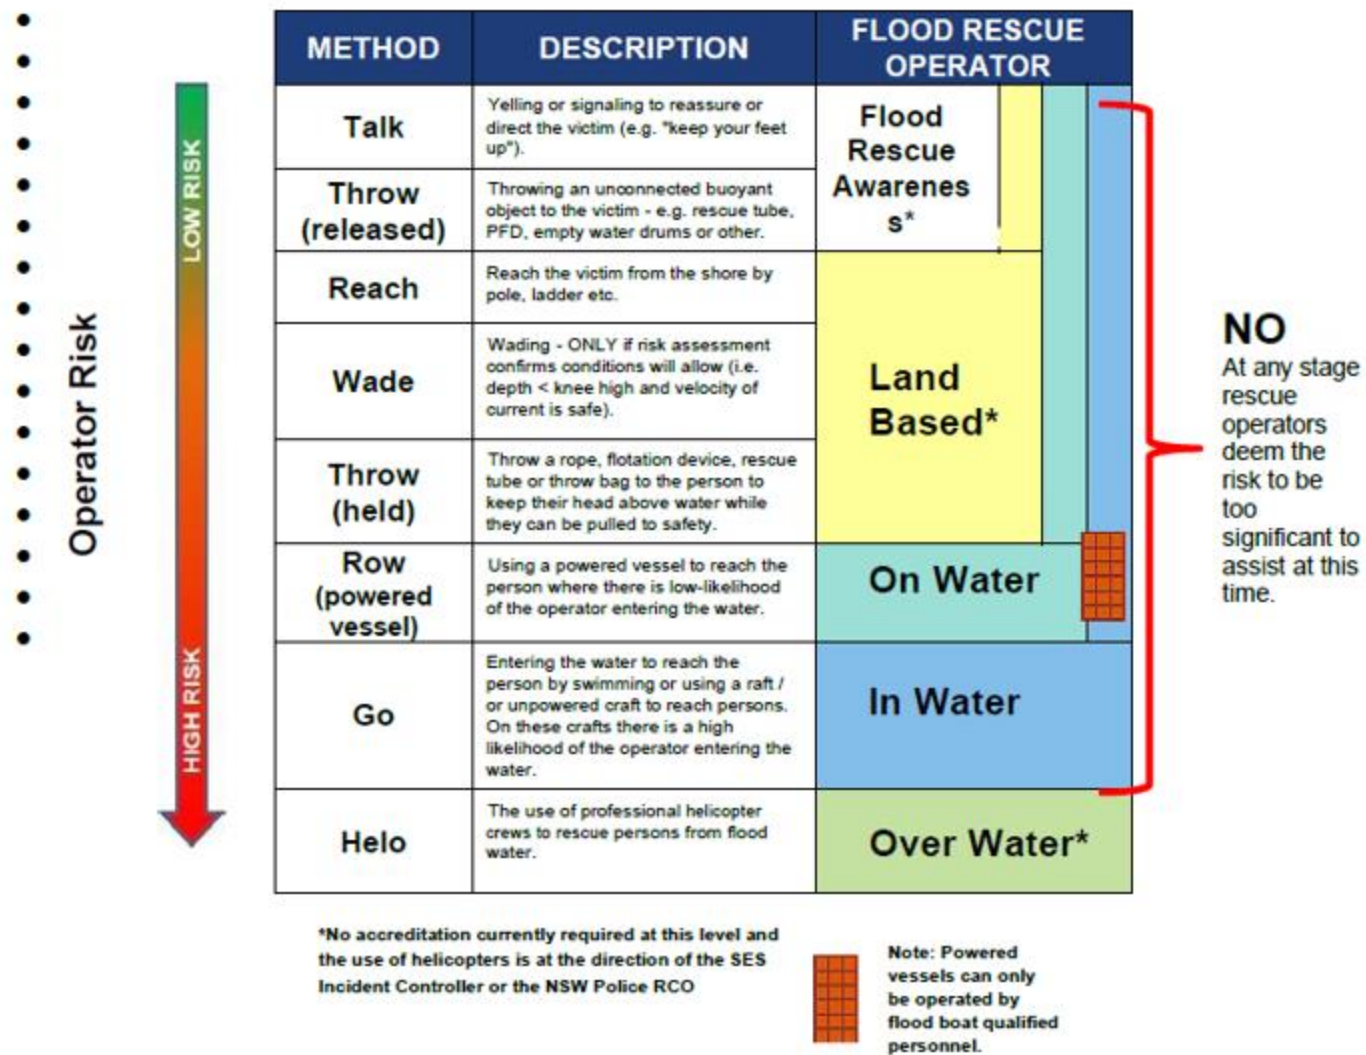 METHOD
DESCRIPTION
FLOOD RESCUE
OPERATOR
Operator Risk
LOW RISK
HIGH RISK
Talk
Yelling or signaling to reassure or
direct the victim (e.g. "keep your feet
up").
Flood
Rescue
Awarenes
s*
Throw
(released)
Throwing an unconnected buoyant
object to the victim - e.g. rescue tube,
PFD, empty water drums or other.
Reach
Reach the victim from the shore by
pole, ladder etc.
Wade
Wading - ONLY if risk assessment
confirms conditions will allow (i.e.
depth < knee high and velocity of
current is safe).
Land
Based*
Throw
(held)
Throw a rope, flotation device, rescue
tube or throw bag to the person to
keep their head above water while
they can be pulled to safety.
Row
(powered
vessel)
Using a powered vessel to reach the
person where there is low-likelihood
of the operator entering the water.
On Water
Go
Entering the water to reach the
person by swimming or using a raft /
or unpowered craft to reach persons.
On these crafts there is a high
likelihood of the operator entering the
water.
In Water
Helo
The use of professional helicopter
crews to rescue persons from flood
water.
Over Water*
NO
At any stage
rescue
operators
deem the
risk to be
too
significant to
assist at this
time.
*No accreditation currently required at this level and
the use of helicopters is at the direction of the SES
Incident Controller or the NSW Police RCO
Note: Powered
vessels can only
be operated by
flood boat qualified
personnel.